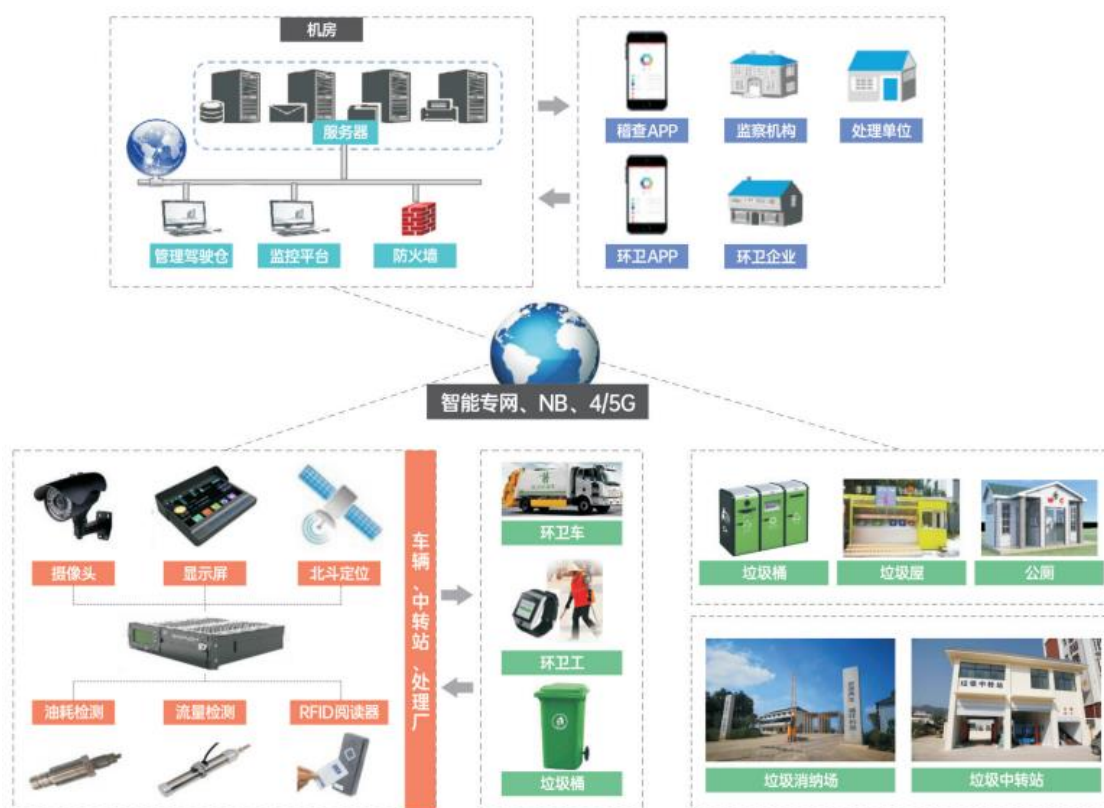 机房
服务器
管理驾驶仓
监控平台
防火墙
稽查APP
监察机构
处理单位
环卫APP
环卫企业
智能专网、NB、4/5G
摄像头
显示屏
北斗定位
油耗检测
流量检测
RFID阅读器
车辆、中转站、处理厂
环卫车
环卫工
垃圾桶
垃圾桶
垃圾屋
公厕
垃圾中转站
垃圾消纳场
垃圾中转站